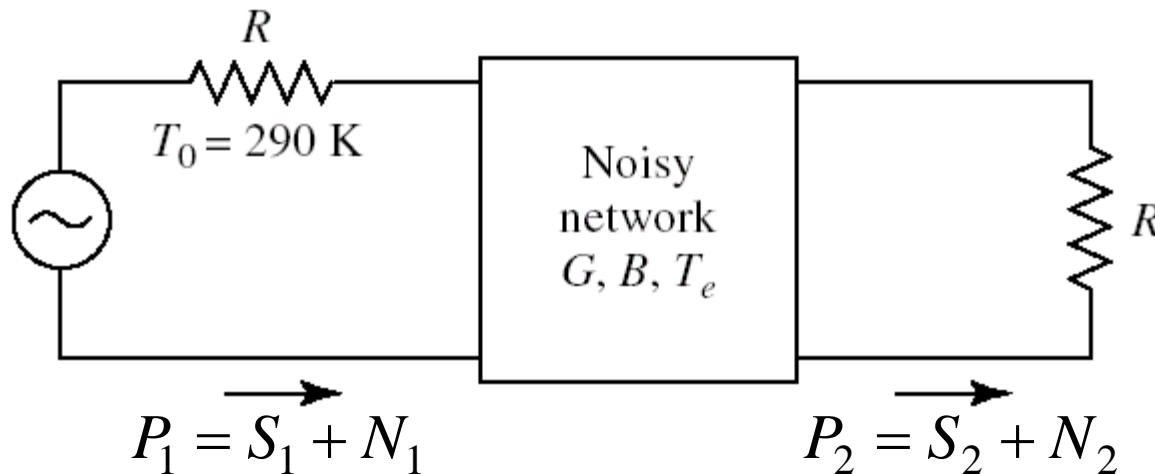 R
T₀ = 290 K
Noisy
network
G, B, Tₑ
R
P₁ = S₁ + N₁
P₂ = S₂ + N₂